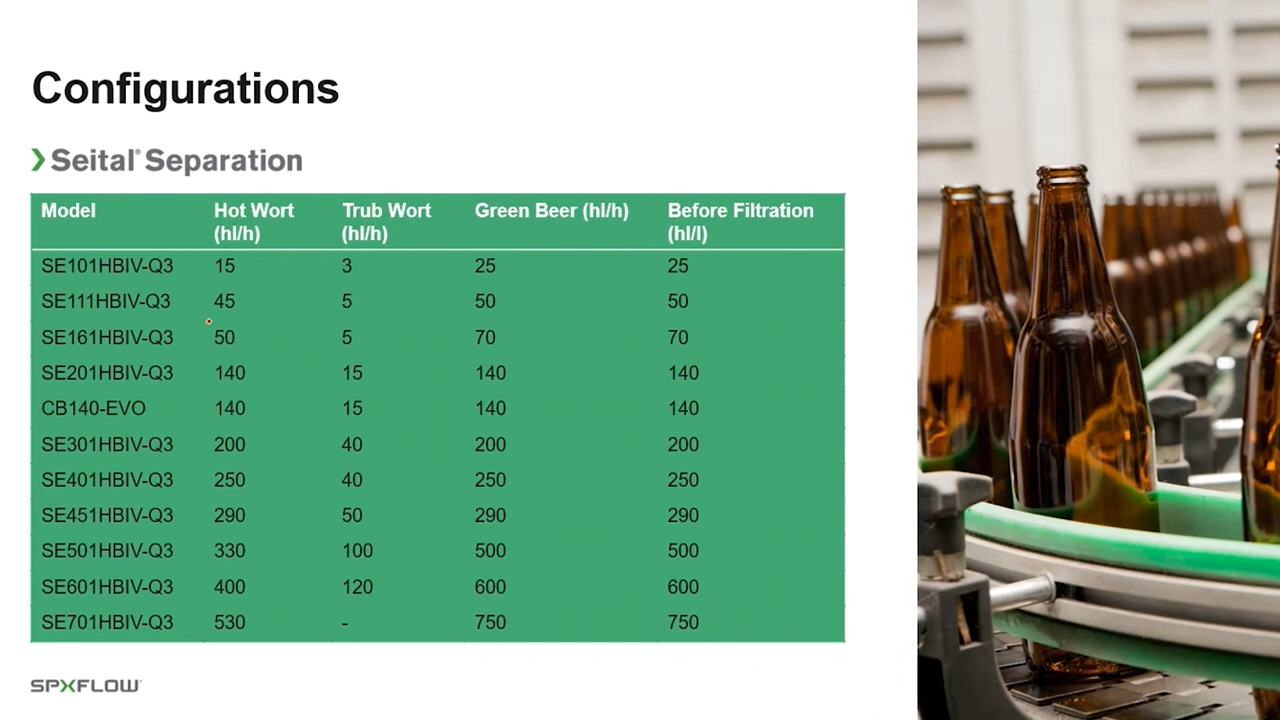 Configurations
Seital® Separation
Model Hot Wort (hl/h) Trub Wort (hl/h) Green Beer (hl/h) Before Filtration (hl/l)
SE101HBIV-Q3 15 3 25 25
SE111HBIV-Q3 45 5 50 50
SE161HBIV-Q3 50 5 70 70
SE201HBIV-Q3 140 15 140 140
CB140-EVO 140 15 140 140
SE301HBIV-Q3 200 40 200 200
SE401HBIV-Q3 250 40 250 250
SE451HBIV-Q3 290 50 290 290
SE501HBIV-Q3 330 100 500 500
SE601HBIV-Q3 400 120 600 600
SE701HBIV-Q3 530 - 750 750
SPXFLOW